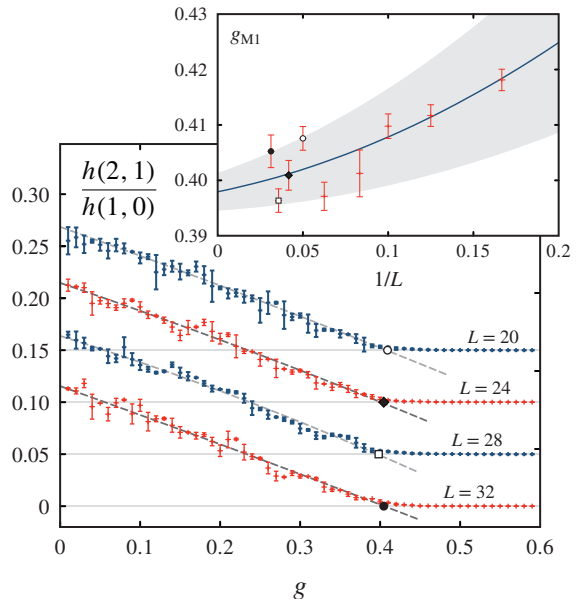 0.43
g_M1
0.42
0.41
0.40
0.39
0 0.05 0.1 0.15 0.2
1/L
h(2, 1)
h(1, 0)
0.30
0.25
0.20
0.15
0.10
0.05
0
L = 20
L = 24
L = 28
L = 32
0 0.1 0.2 0.3 0.4 0.5 0.6
g